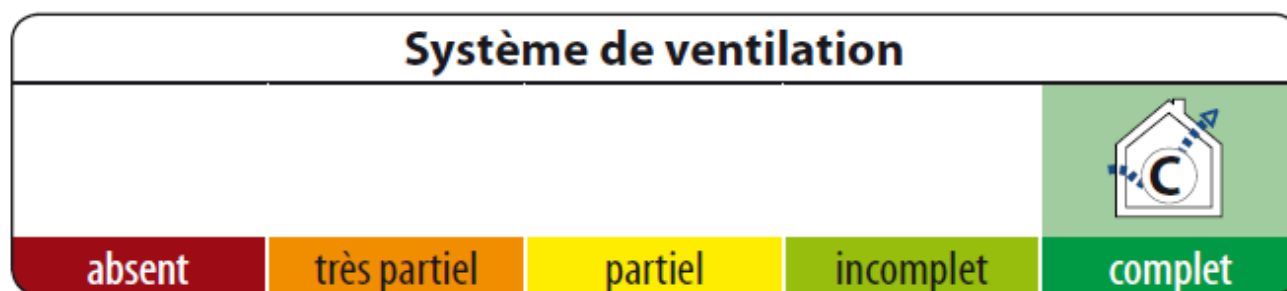 Système de ventilation
C
absent très partiel partiel incomplet complet